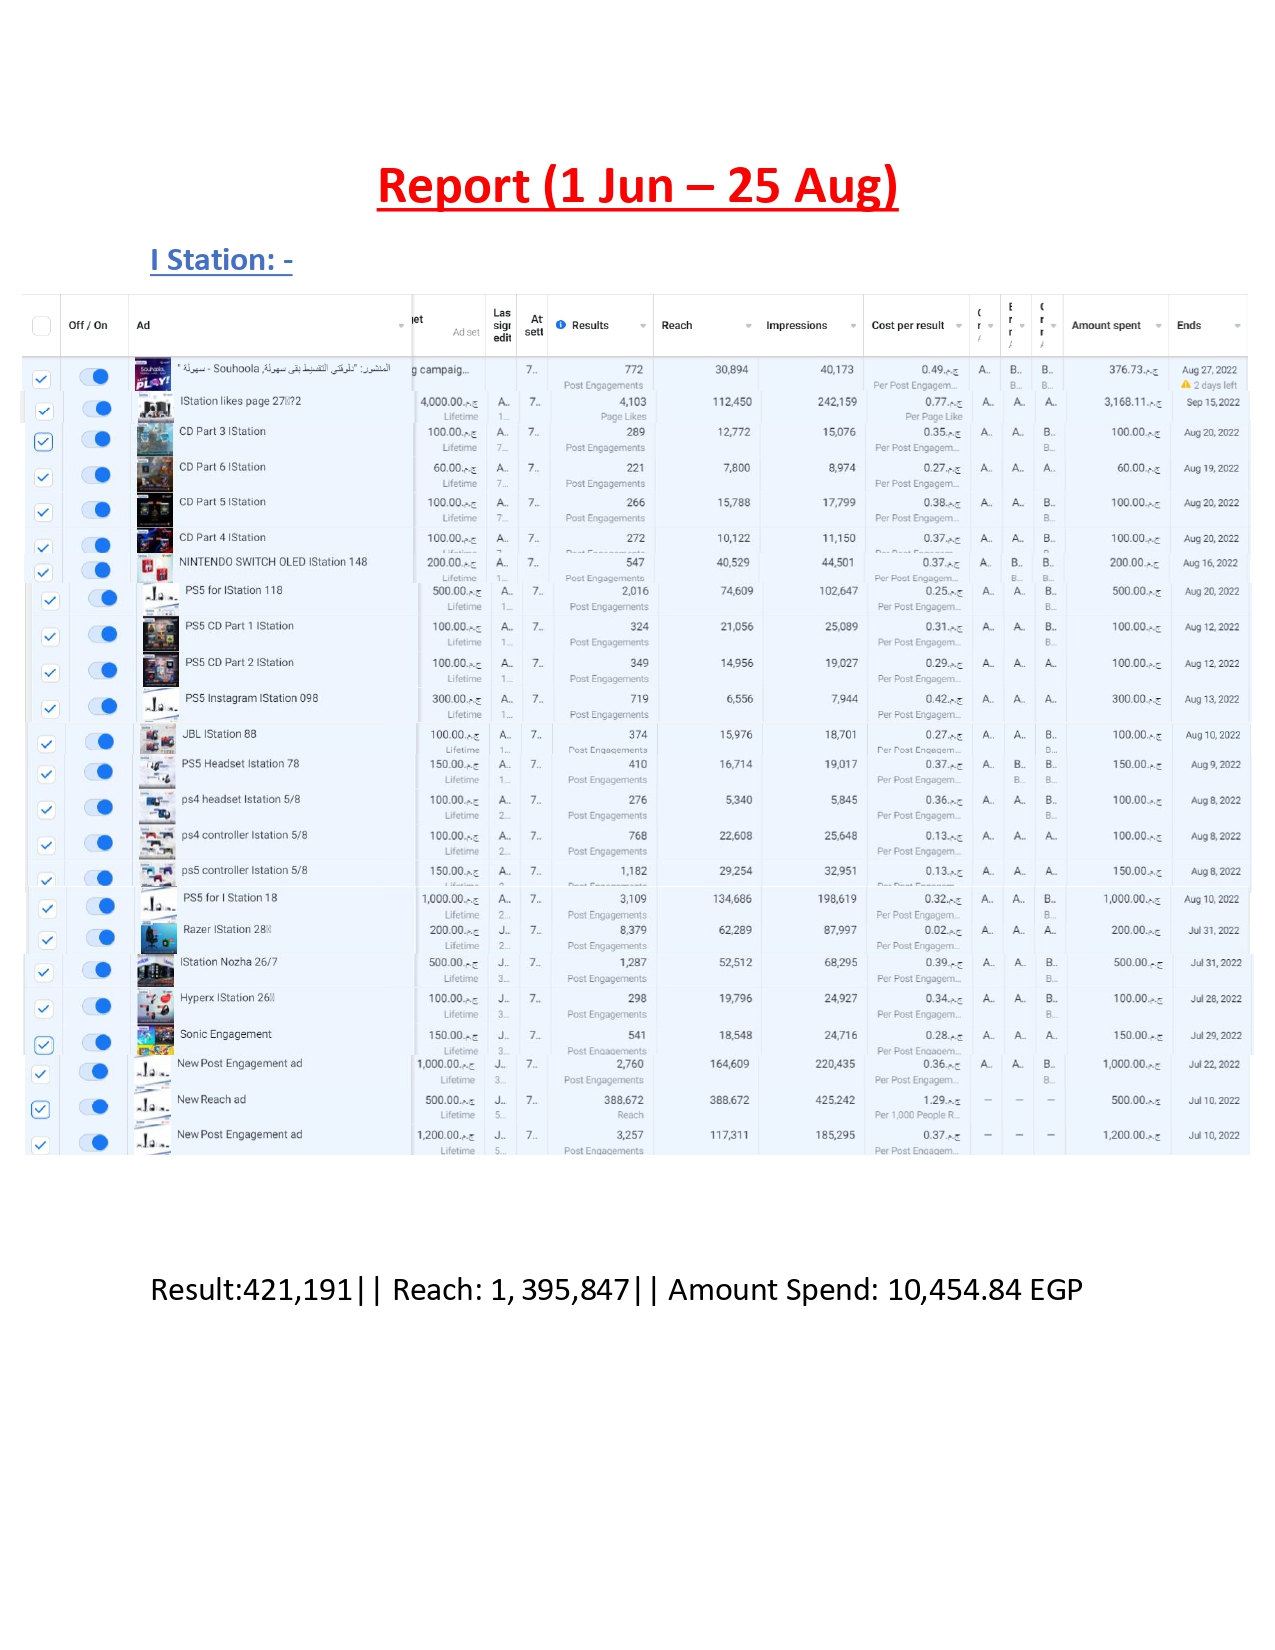 Report (1 Jun – 25 Aug)
I Station: -
Off / On Ad Ad set Results Reach Impressions Cost per result Amount spent Ends
المنشور: "دلوقتي التقسيط بقى سهولة, Souhoola - سهولة " g campaig... 7.. 772 30,894 40,173 ج.م.0.49 A.. B.. B.. ج.م.376.73 Aug 27, 2022
Post Engagements Per Post Engagem... B... B... 2 days left
IStation likes page 27 ?2 ج.م.4,000.00 A.. 7.. 4,103 112,450 242,159 ج.م.0.77 A.. A.. A.. ج.م.3,168.11 Sep 15, 2022
Lifetime 1... Page Likes Per Page Like
CD Part 3 IStation ج.م.100.00 A.. 7.. 289 12,772 15,076 ج.م.0.35 A.. A.. B.. ج.م.100.00 Aug 20, 2022
Lifetime 7... Post Engagements Per Post Engagem... B...
CD Part 6 IStation ج.م.60.00 A.. 7.. 221 7,800 8,974 ج.م.0.27 A.. A.. A.. ج.م.60.00 Aug 19, 2022
Lifetime 7... Post Engagements Per Post Engagem...
CD Part 5 IStation ج.م.100.00 A.. 7.. 266 15,788 17,799 ج.م.0.38 A.. A.. B.. ج.م.100.00 Aug 20, 2022
Lifetime 7... Post Engagements Per Post Engagem... B...
CD Part 4 IStation ج.م.100.00 A.. 7.. 272 10,122 11,150 ج.م.0.37 A.. A.. B.. ج.م.100.00 Aug 20, 2022
NINTENDO SWITCH OLED IStation 148 ج.م.200.00 A.. 7.. 547 40,529 44,501 ج.م.0.37 A.. B.. B.. ج.م.200.00 Aug 16, 2022
Lifetime 1... Post Engagements Per Post Engagem... B... B...
PS5 for IStation 118 ج.م.500.00 A.. 7.. 2,016 74,609 102,647 ج.م.0.25 A.. A.. B.. ج.م.500.00 Aug 20, 2022
Lifetime 1... Post Engagements Per Post Engagem... B...
PS5 CD Part 1 IStation ج.م.100.00 A.. 7.. 324 21,056 25,089 ج.م.0.31 A.. A.. B.. ج.م.100.00 Aug 12, 2022
Lifetime 1... Post Engagements Per Post Engagem... B...
PS5 CD Part 2 IStation ج.م.100.00 A.. 7.. 349 14,956 19,027 ج.م.0.29 A.. A.. A.. ج.م.100.00 Aug 12, 2022
Lifetime 1... Post Engagements Per Post Engagem...
PS5 Instagram IStation 098 ج.م.300.00 A.. 7.. 719 6,556 7,944 ج.م.0.42 A.. A.. A.. ج.م.300.00 Aug 13, 2022
Lifetime 1... Post Engagements Per Post Engagem...
JBL IStation 88 ج.م.100.00 A.. 7.. 374 15,976 18,701 ج.م.0.27 A.. A.. B.. ج.م.100.00 Aug 10, 2022
Lifetime 1... Post Engagements Per Post Engagem... B...
PS5 Headset Istation 78 ج.م.150.00 A.. 7.. 410 16,714 19,017 ج.م.0.37 A.. B.. B.. ج.م.150.00 Aug 9, 2022
Lifetime 1... Post Engagements Per Post Engagem... B... B...
ps4 headset Istation 5/8 ج.م.100.00 A.. 7.. 276 5,340 5,845 ج.م.0.36 A.. A.. B.. ج.م.100.00 Aug 8, 2022
Lifetime 2... Post Engagements Per Post Engagem... B...
ps4 controller Istation 5/8 ج.م.100.00 A.. 7.. 768 22,608 25,648 ج.م.0.13 A.. A.. A.. ج.م.100.00 Aug 8, 2022
Lifetime 2... Post Engagements Per Post Engagem...
ps5 controller Istation 5/8 ج.م.150.00 A.. 7.. 1,182 29,254 32,951 ج.م.0.13 A.. A.. A.. ج.م.150.00 Aug 8, 2022
PS5 for I Station 18 ج.م.1,000.00 A.. 7.. 3,109 134,686 198,619 ج.م.0.32 A.. A.. B.. ج.م.1,000.00 Aug 10, 2022
Lifetime 2... Post Engagements Per Post Engagem... B...
Razer IStation 28 ج.م.200.00 J.. 7.. 8,379 62,289 87,997 ج.م.0.02 A.. A.. A.. ج.م.200.00 Jul 31, 2022
Lifetime 2... Post Engagements Per Post Engagem...
IStation Nozha 26/7 ج.م.500.00 J.. 7.. 1,287 52,512 68,295 ج.م.0.39 A.. A.. B.. ج.م.500.00 Jul 31, 2022
Lifetime 3... Post Engagements Per Post Engagem... B...
Hyperx IStation 26 ج.م.100.00 J.. 7.. 298 19,796 24,927 ج.م.0.34 A.. A.. B.. ج.م.100.00 Jul 28, 2022
Lifetime 3... Post Engagements Per Post Engagem... B...
Sonic Engagement ج.م.150.00 J.. 7.. 541 18,548 24,716 ج.م.0.28 A.. A.. A.. ج.م.150.00 Jul 29, 2022
Lifetime 3... Post Engagements Per Post Engagem...
New Post Engagement ad ج.م.1,000.00 J.. 7.. 2,760 164,609 220,435 ج.م.0.36 A.. A.. B.. ج.م.1,000.00 Jul 22, 2022
Lifetime 3... Post Engagements Per Post Engagem... B...
New Reach ad ج.م.500.00 J.. 7.. 388,672 388,672 425,242 ج.م.1.29 – – – ج.م.500.00 Jul 10, 2022
Lifetime 5... Reach Per 1,000 People R...
New Post Engagement ad ج.م.1,200.00 J.. 7.. 3,257 117,311 185,295 ج.م.0.37 – – – ج.م.1,200.00 Jul 10, 2022
Lifetime 5... Post Engagements Per Post Engagem...
Result:421,191|| Reach: 1, 395,847|| Amount Spend: 10,454.84 EGP